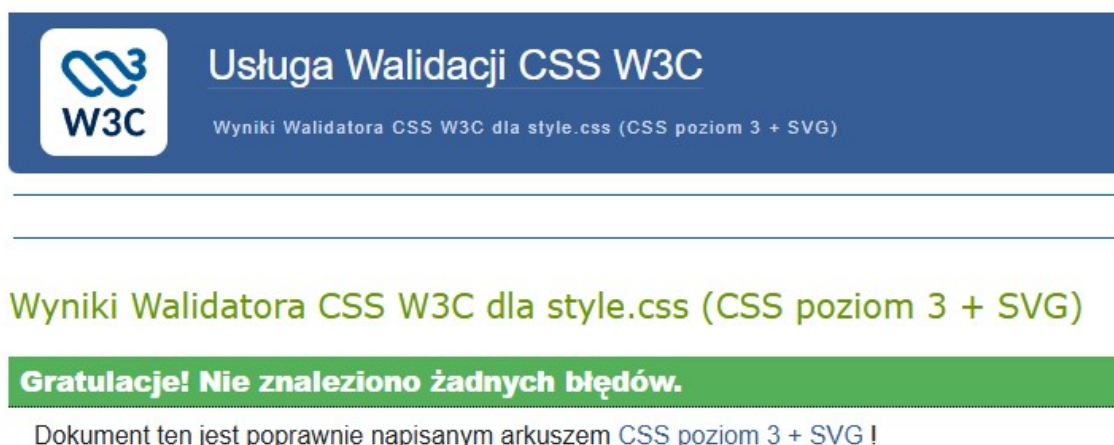 W3C
Usługa Walidacji CSS W3C
Wyniki Walidatora CSS W3C dla style.css (CSS poziom 3 + SVG)
Wyniki Walidatora CSS W3C dla style.css (CSS poziom 3 + SVG)
Gratulacje! Nie znaleziono żadnych błędów.
Dokument ten jest poprawnie napisanym arkuszem CSS poziom 3 + SVG !